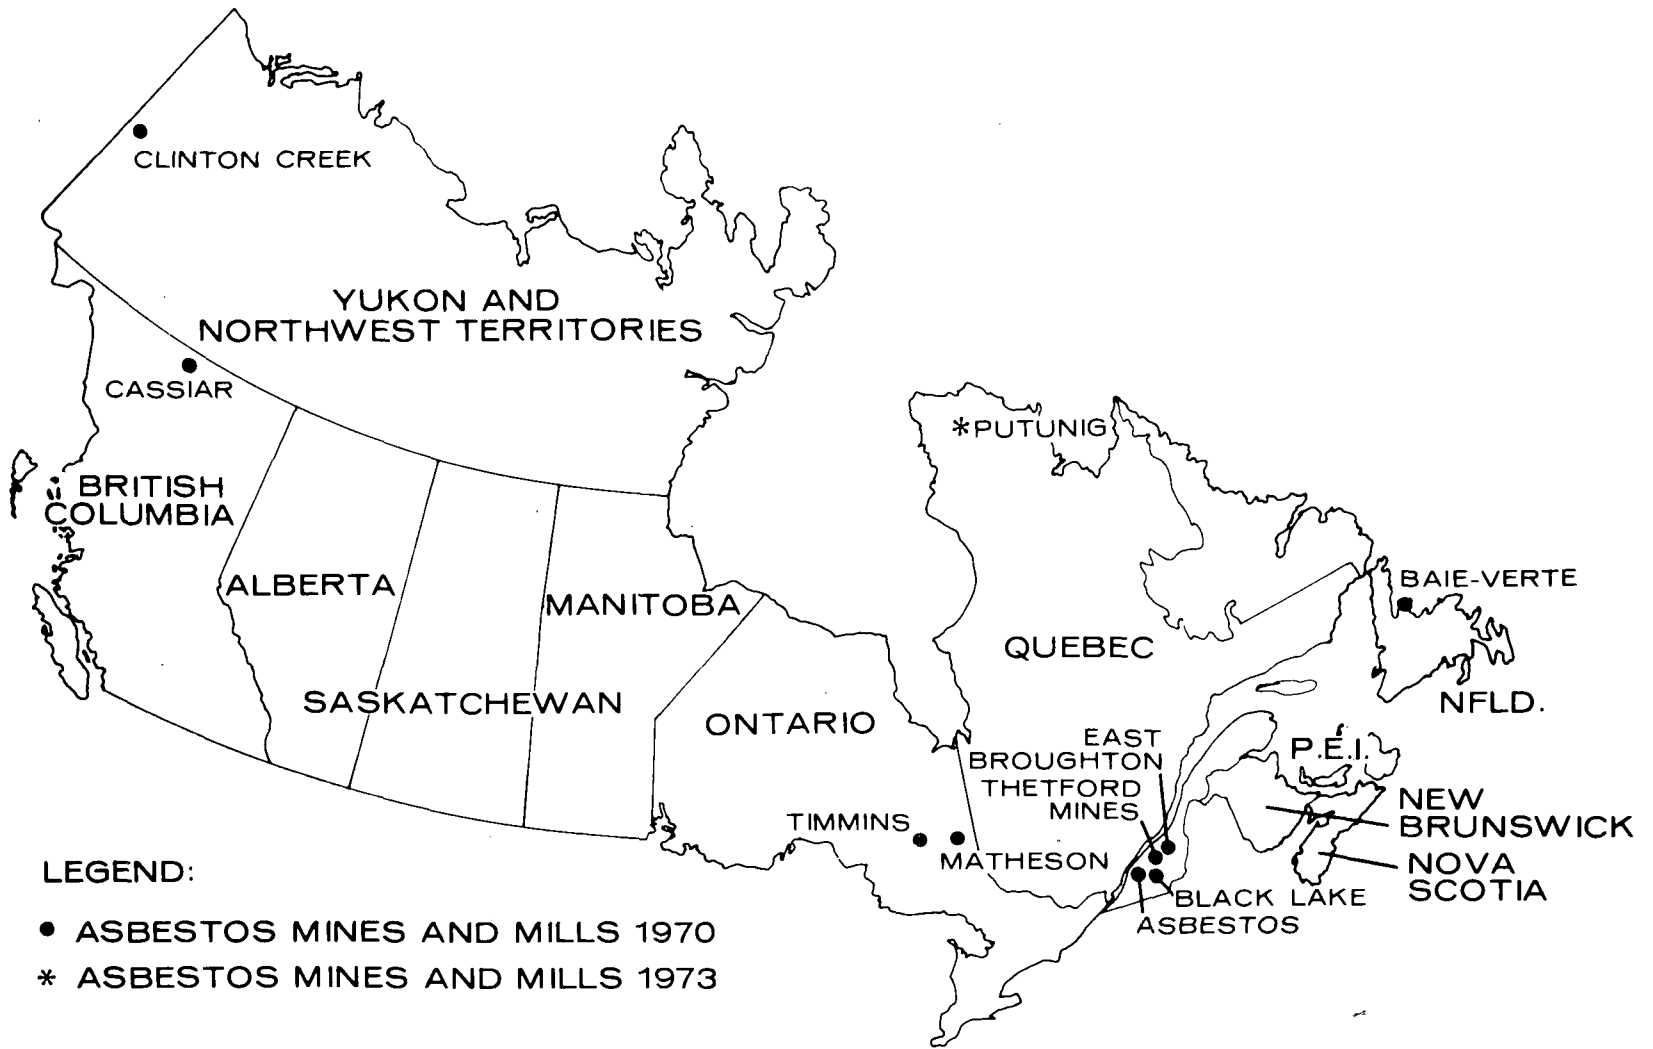 CLINTON CREEK
YUKON AND
NORTHWEST TERRITORIES
CASSIAR
*PUTUNIG
BRITISH
COLUMBIA
ALBERTA
MANITOBA
BAIE-VERTE
QUEBEC
SASKATCHEWAN
NFLD.
ONTARIO
EAST
BROUGHTON
THETFORD
MINES
P.E.I.
NEW
BRUNSWICK
TIMMINS
MATHESON
NOVA
SCOTIA
BLACK LAKE
ASBESTOS
LEGEND:
● ASBESTOS MINES AND MILLS 1970
* ASBESTOS MINES AND MILLS 1973